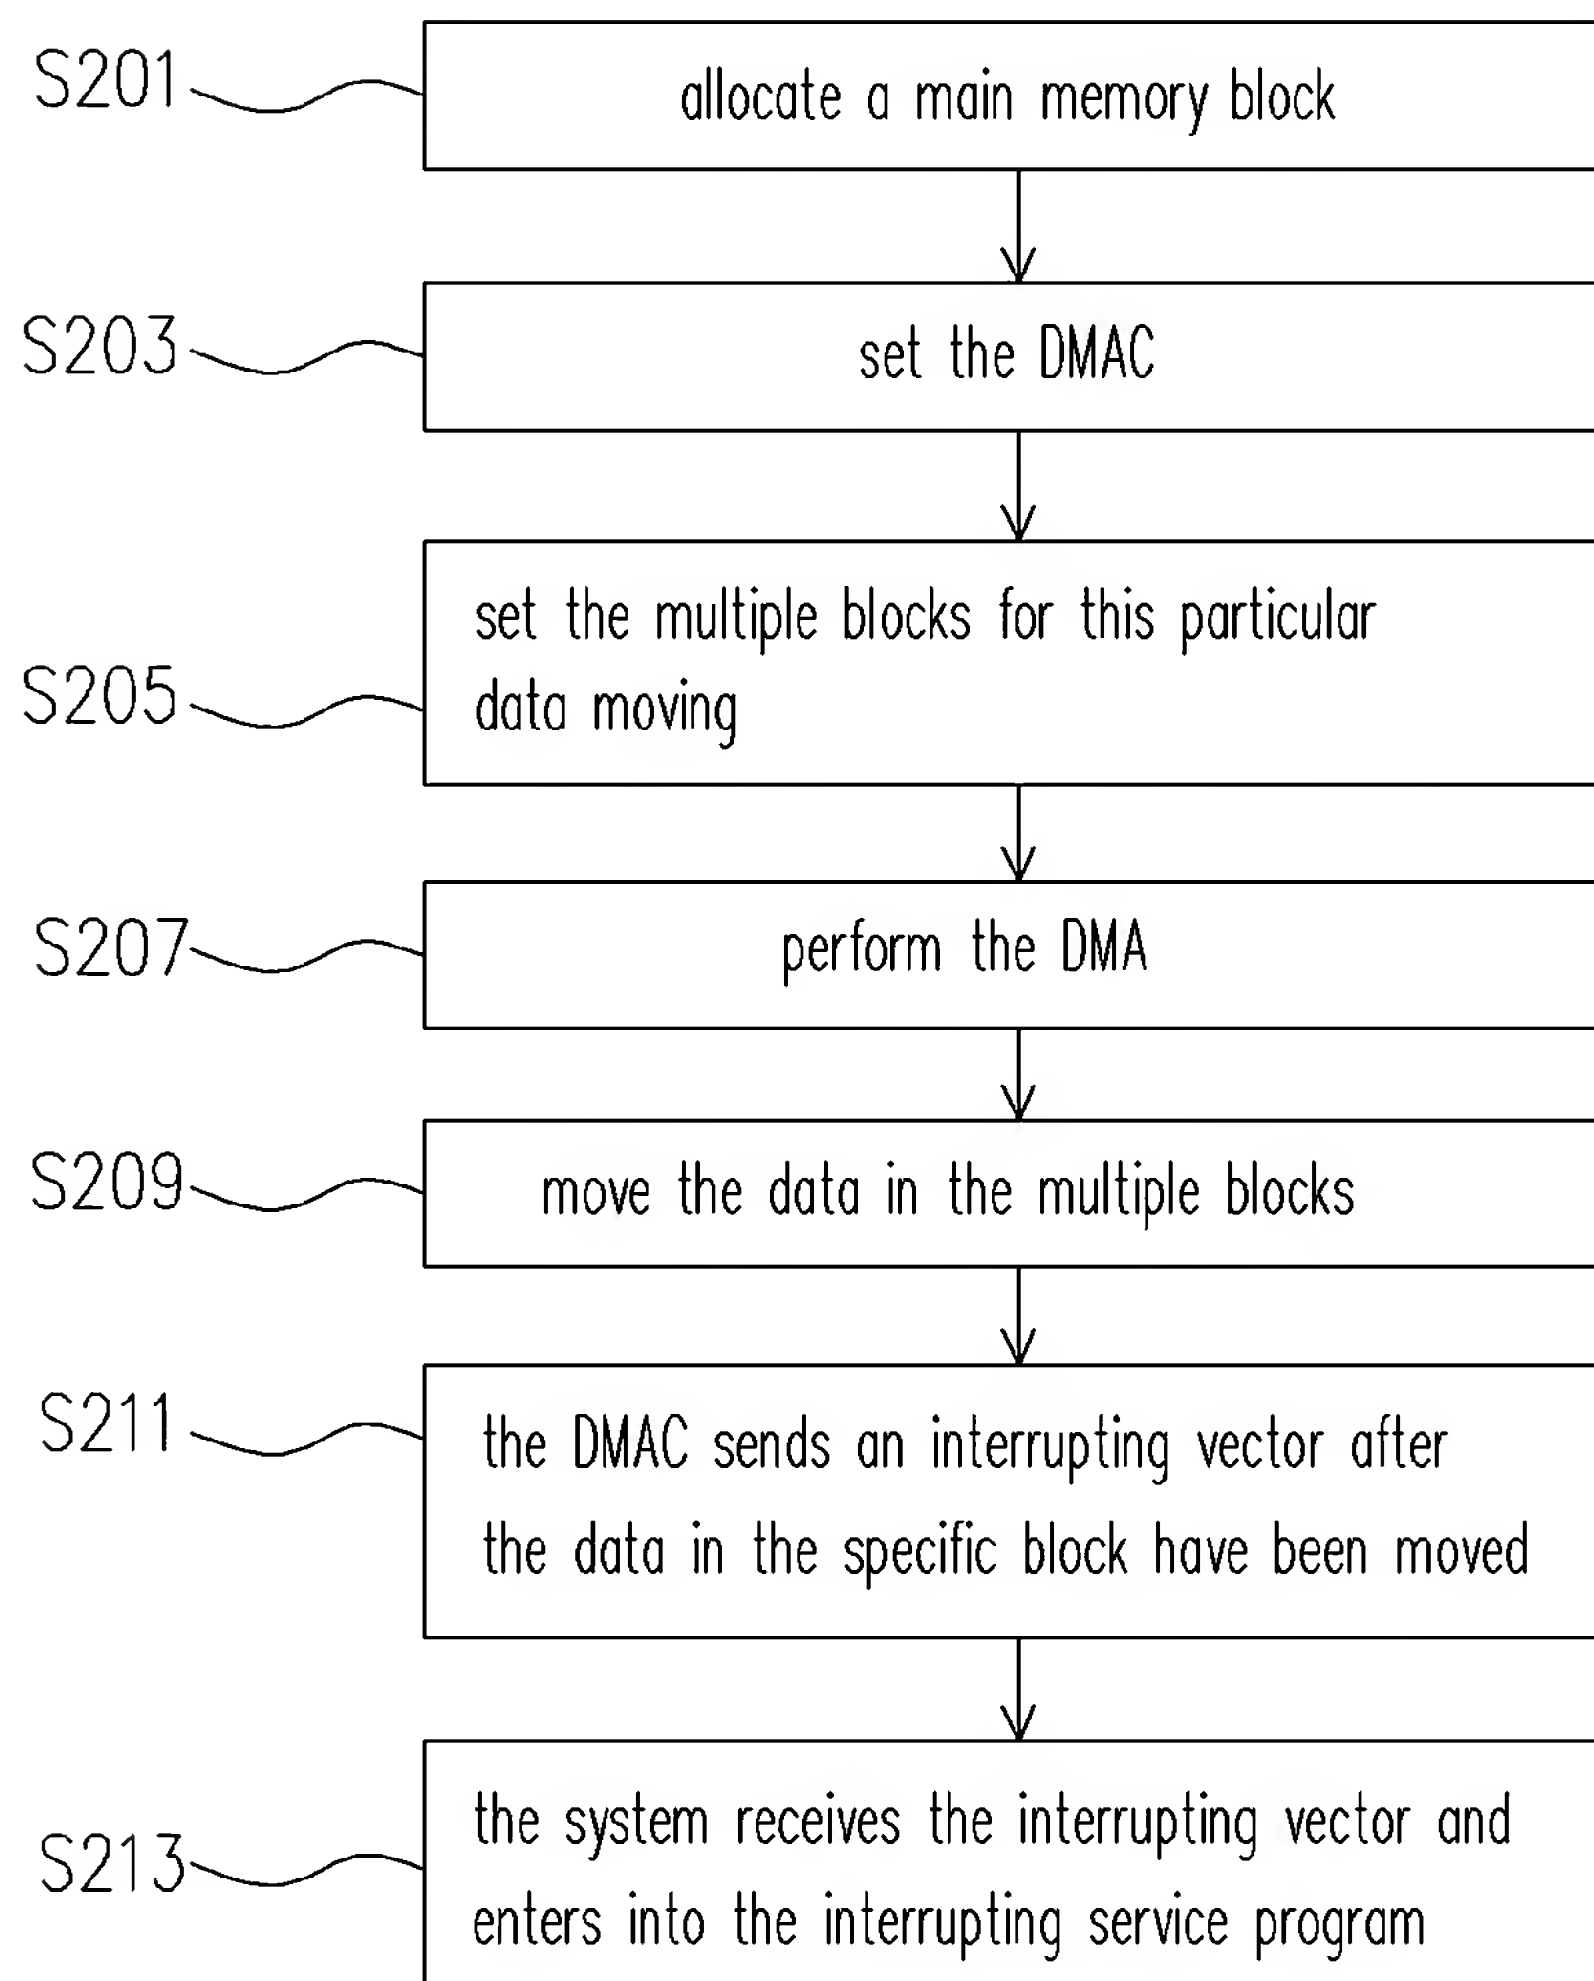 S201
allocate a main memory block
S203
set the DMAC
set the multiple blocks for this particular
S205
data moving
S207
perform the DMA
S209
move the data in the multiple blocks
S211
the DMAC sends an interrupting vector after
the data in the specific block have been moved
S213
the system receives the interrupting vector and
enters into the interrupting service program